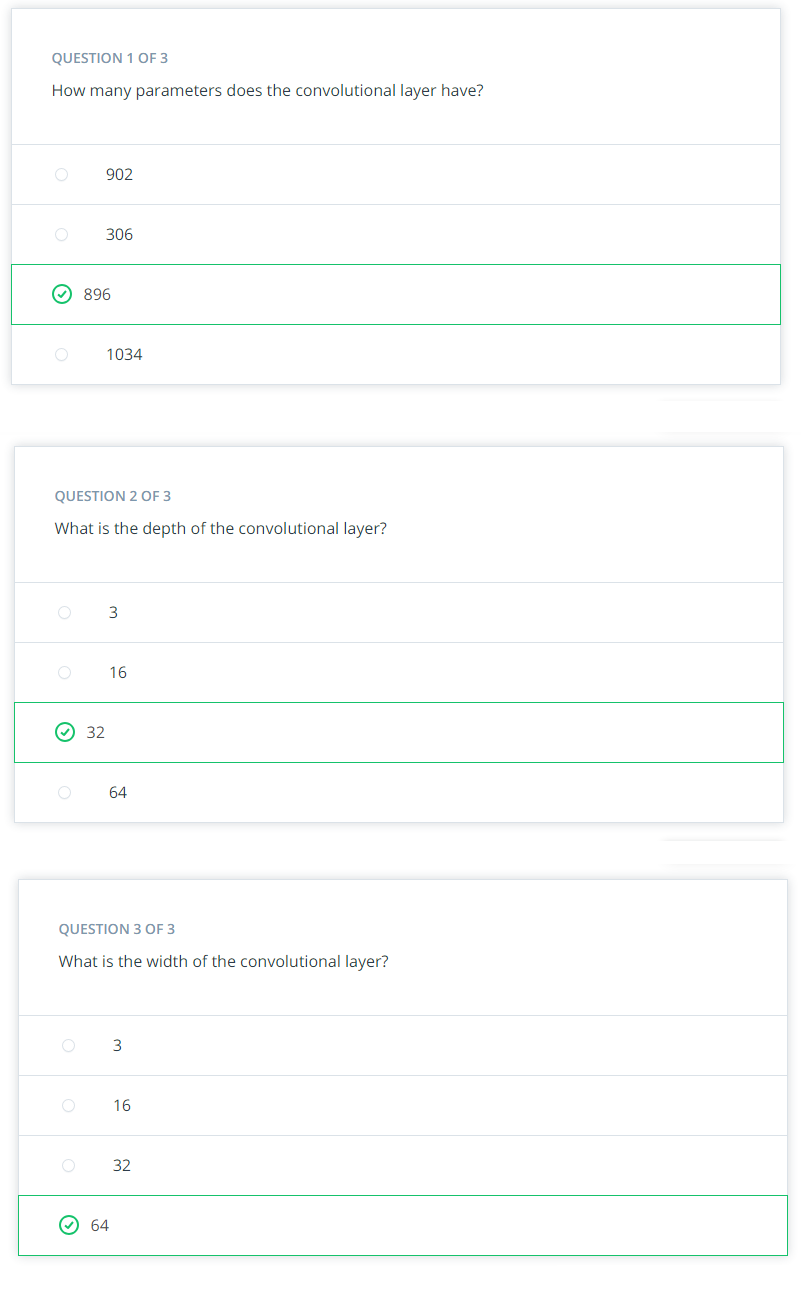 QUESTION 1 OF 3
How many parameters does the convolutional layer have?
902
306
896
1034
QUESTION 2 OF 3
What is the depth of the convolutional layer?
3
16
32
64
QUESTION 3 OF 3
What is the width of the convolutional layer?
3
16
32
64